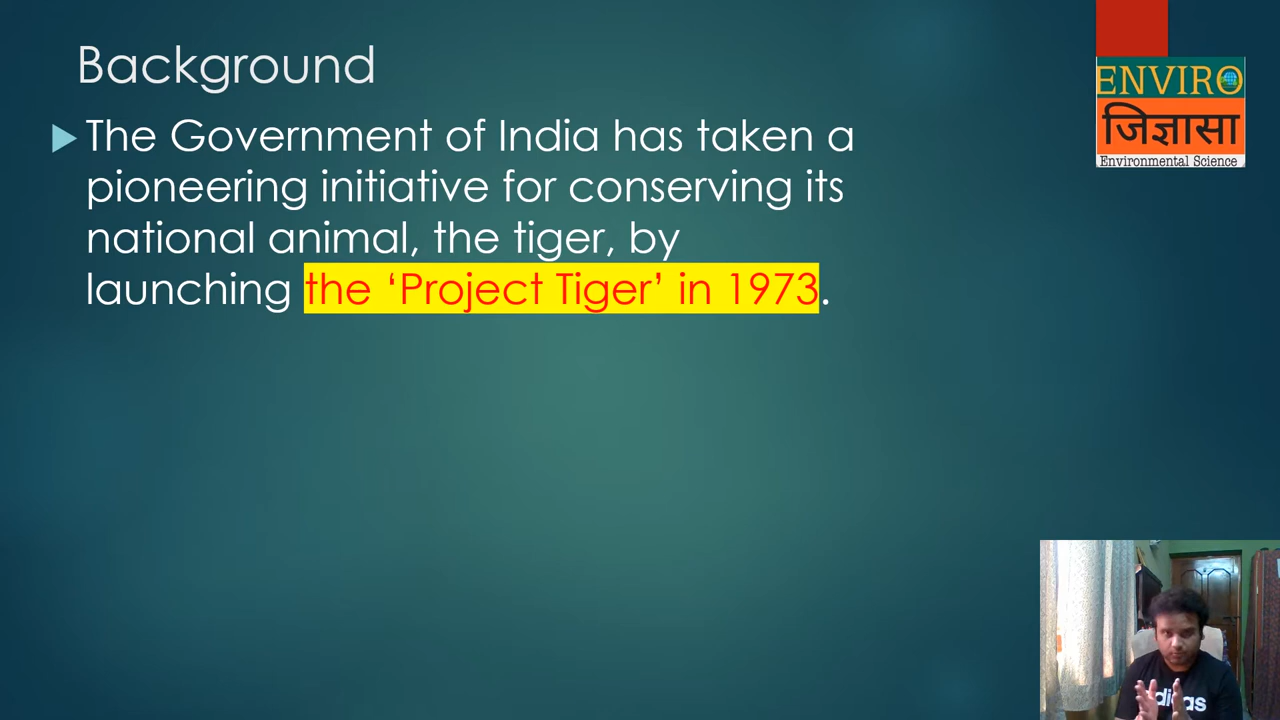 Background
The Government of India has taken a
pioneering initiative for conserving its
national animal, the tiger, by
launching the ‘Project Tiger’ in 1973.
ENVIRO
जिज्ञासा
Environmental Science
adidas